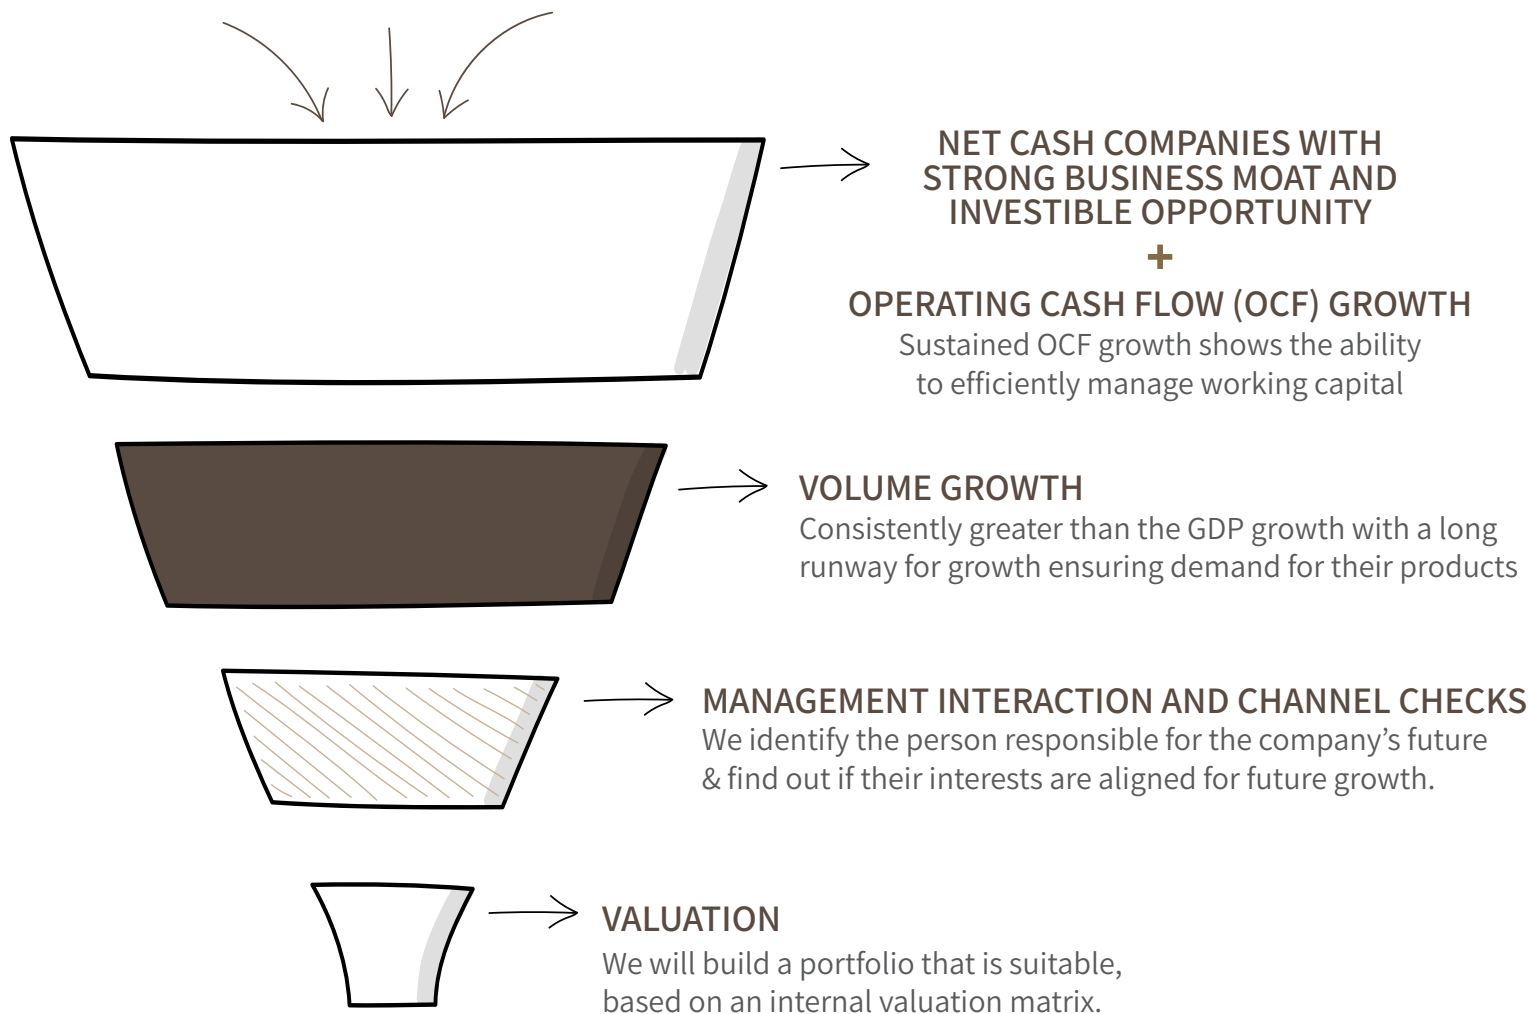 NET CASH COMPANIES WITH
STRONG BUSINESS MOAT AND
INVESTIBLE OPPORTUNITY
+
OPERATING CASH FLOW (OCF) GROWTH
Sustained OCF growth shows the ability
to efficiently manage working capital
VOLUME GROWTH
Consistently greater than the GDP growth with a long
runway for growth ensuring demand for their products
MANAGEMENT INTERACTION AND CHANNEL CHECKS
We identify the person responsible for the company’s future
& find out if their interests are aligned for future growth.
VALUATION
We will build a portfolio that is suitable,
based on an internal valuation matrix.